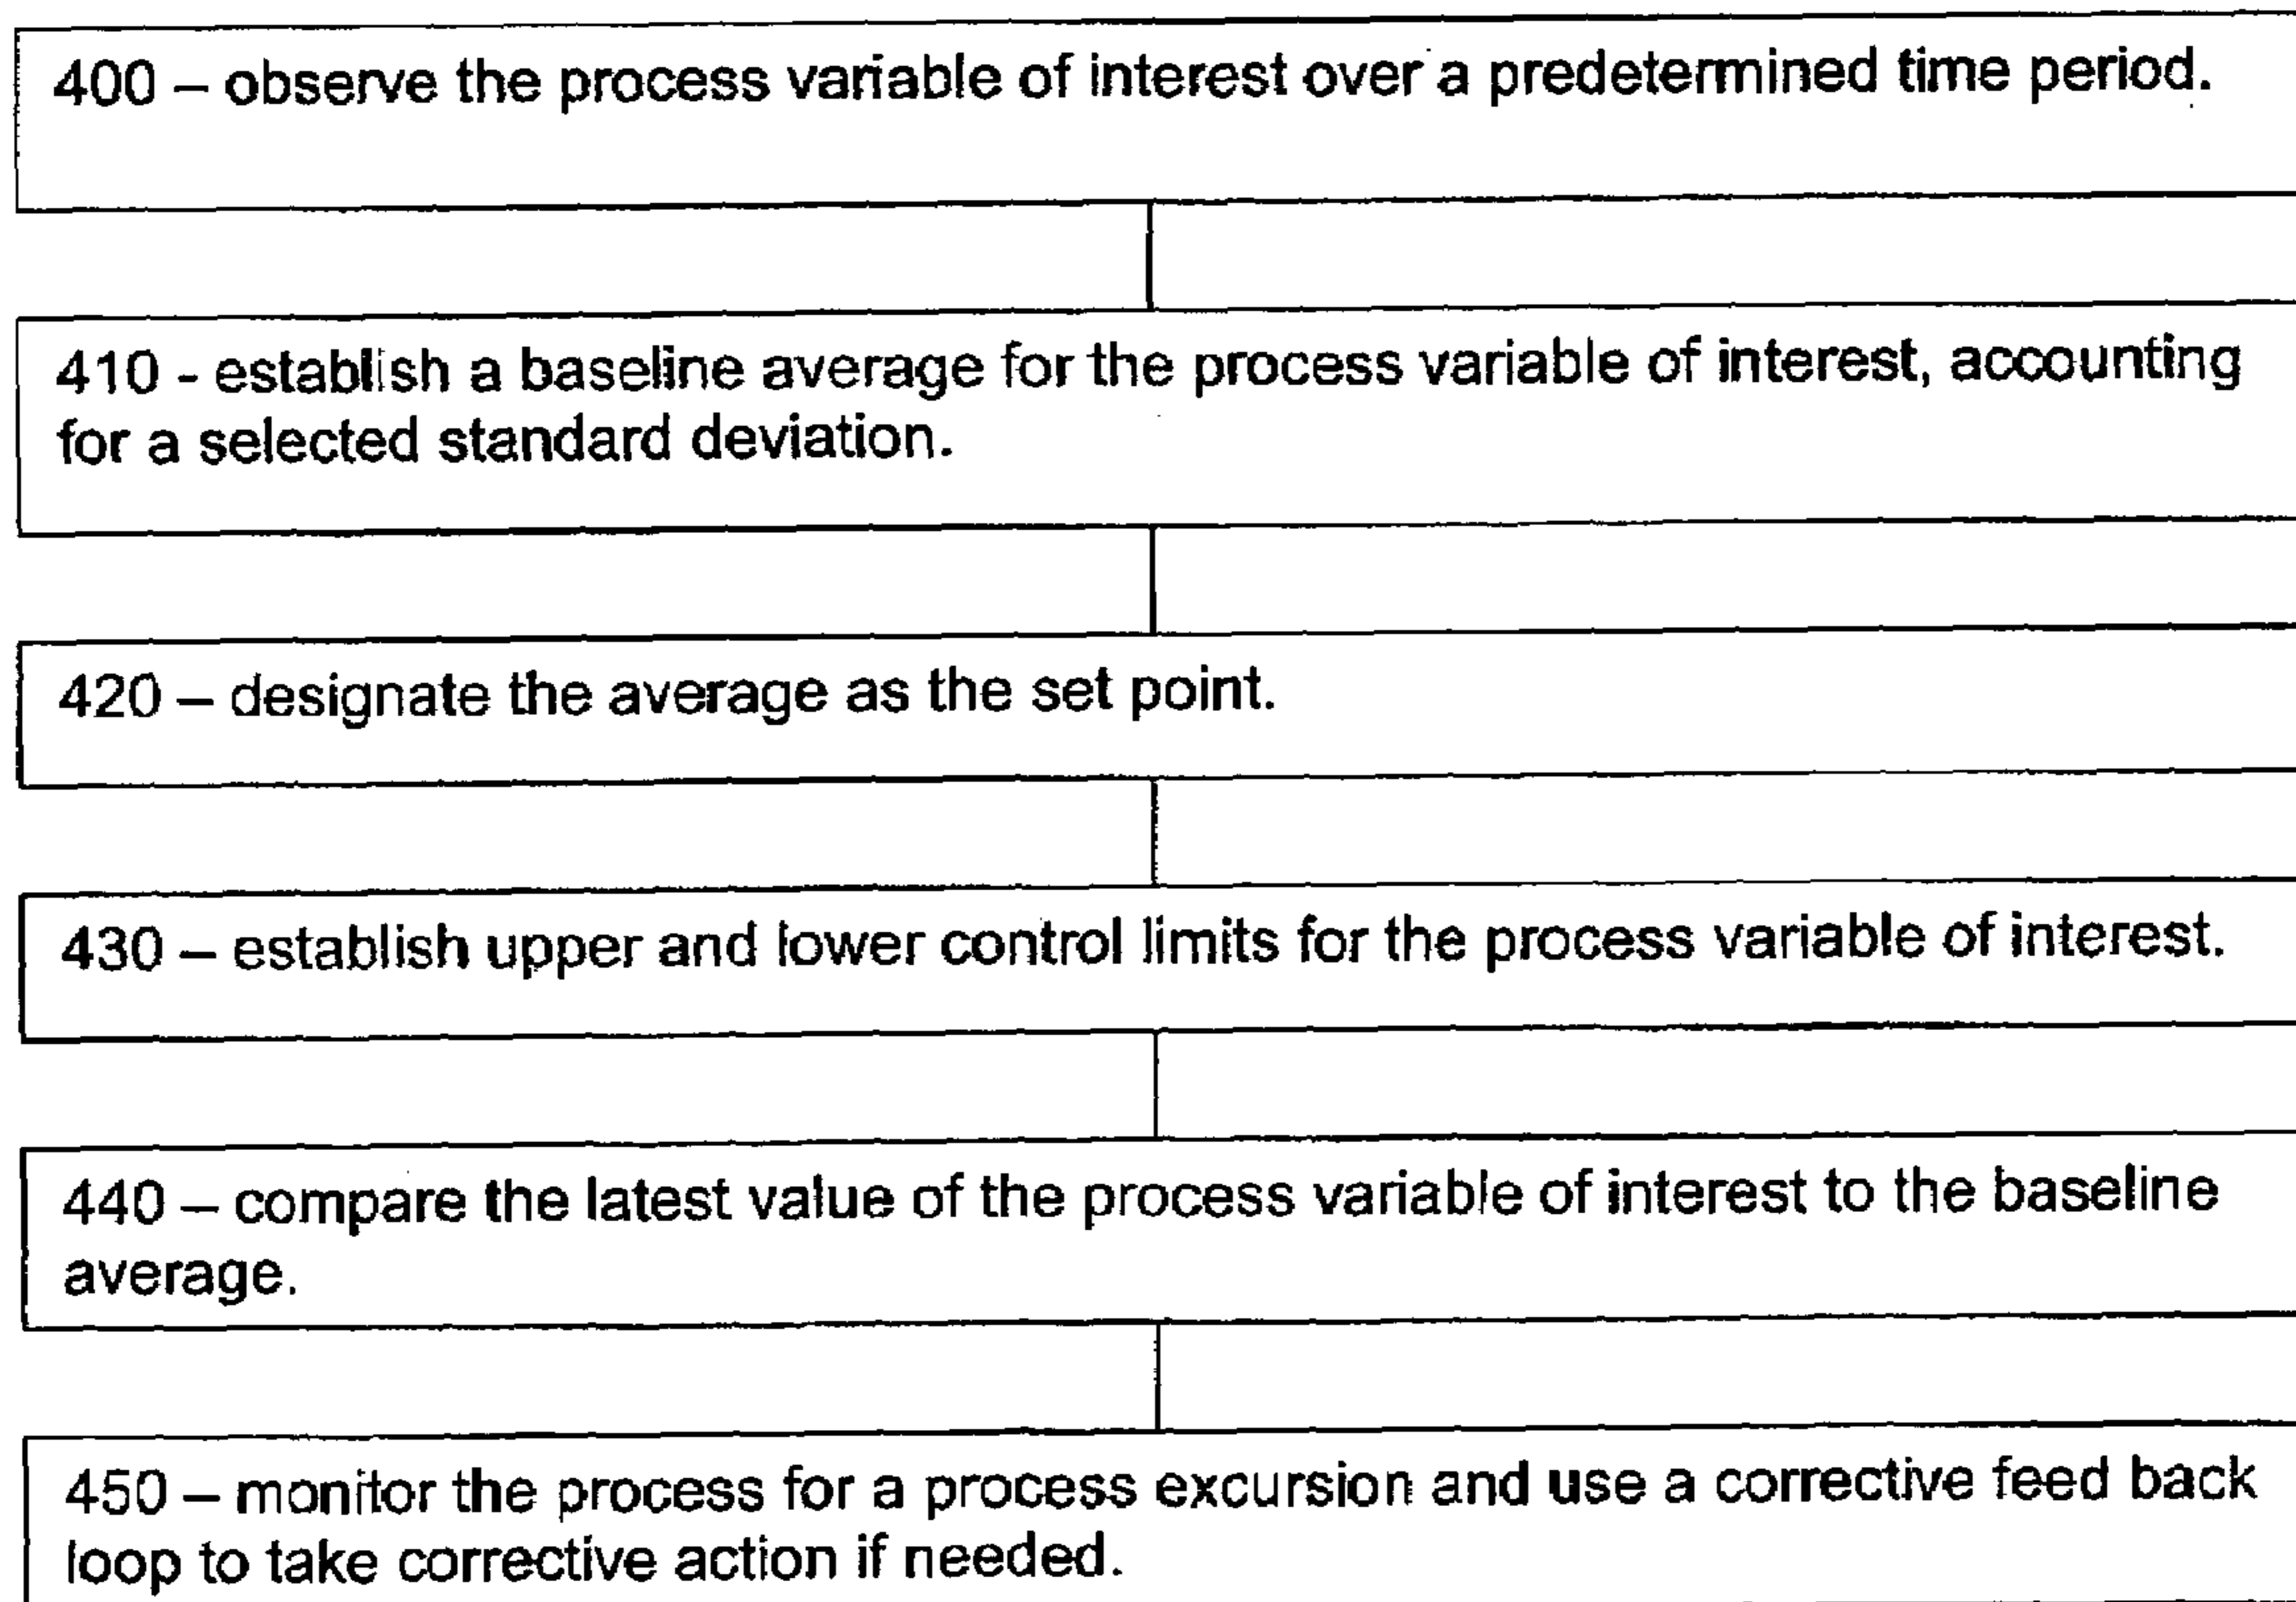 400 – observe the process variable of interest over a predetermined time period.
410 - establish a baseline average for the process variable of interest, accounting
for a selected standard deviation.
420 – designate the average as the set point.
430 – establish upper and lower control limits for the process variable of interest.
440 – compare the latest value of the process variable of interest to the baseline
average.
450 – monitor the process for a process excursion and use a corrective feed back
loop to take corrective action if needed.